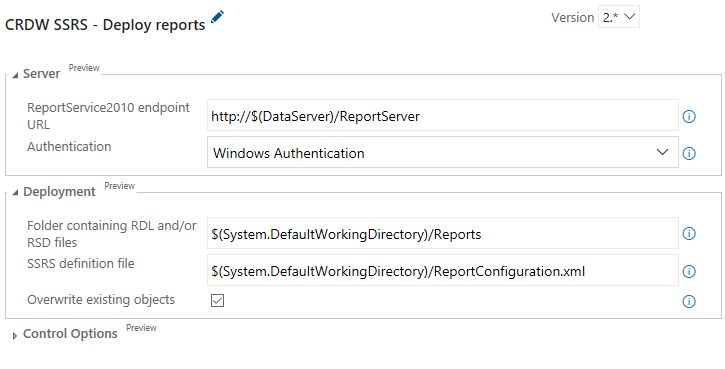 CRDW SSRS - Deploy reports
Version 2.*
Server Preview
ReportService2010 endpoint
URL
http://$(DataServer)/ReportServer
Authentication
Windows Authentication
Deployment Preview
Folder containing RDL and/or
RSD files
$(System.DefaultWorkingDirectory)/Reports
SSRS definition file
$(System.DefaultWorkingDirectory)/ReportConfiguration.xml
Overwrite existing objects
Control Options Preview